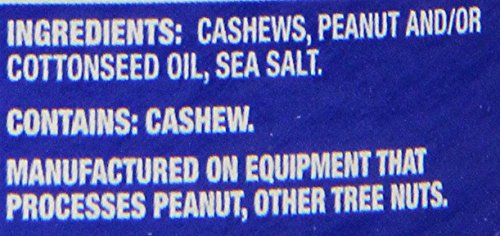 INGREDIENTS: CASHEWS, PEANUT AND/OR
COTTONSEED OIL, SEA SALT.
CONTAINS: CASHEW.
MANUFACTURED ON EQUIPMENT THAT
PROCESSES PEANUT, OTHER TREE NUTS.